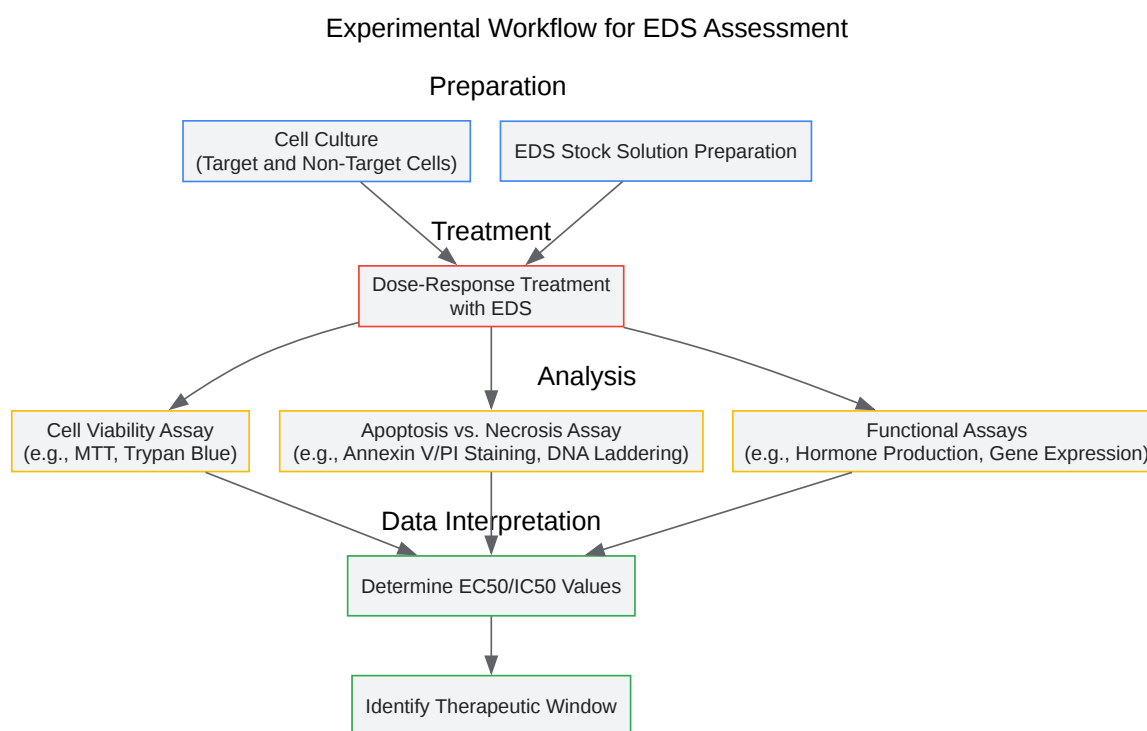 Experimental Workflow for EDS Assessment
Preparation
Cell Culture
(Target and Non-Target Cells)
EDS Stock Solution Preparation
Treatment
Dose-Response Treatment
with EDS
Analysis
Cell Viability Assay
(e.g., MTT, Trypan Blue)
Apoptosis vs. Necrosis Assay
(e.g., Annexin V/PI Staining, DNA Laddering)
Functional Assays
(e.g., Hormone Production, Gene Expression)
Data Interpretation
Determine EC50/IC50 Values
Identify Therapeutic Window